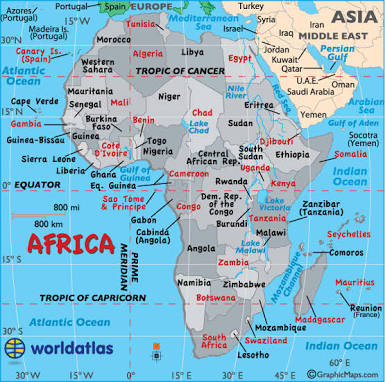 Azores
(Portugal)
Portugal
Spain
EUROPE
Turkey
Mediterranean
Sea
Syria
Iraq
Iran
ASIA
MIDDLE EAST
Madeira Is.
(Portugal)
Tunisia
Morocco
Jordan
Kuwait
Persian
Gulf
Canary Is.
(Spain)
Algeria
Libya
Egypt
Qatar
U.A.E.
Oman
Saudi Arabia
Atlantic
Ocean
Western
Sahara
TROPIC OF CANCER
Nile
River
Red Sea
Mauritania
Cape Verde
Senegal
Mali
Niger
Eritrea
Yemen
Gambia
Burkina
Faso
Benin
Chad
Lake
Chad
Sudan
Gulf of Aden
Guinea-Bissau
Guinea
Djibouti
Socatra
(Yemen)
Sierra Leone
Cote
D'Ivoire
Togo
Nigeria
Central
African Rep.
South
Sudan
Ethiopia
Somalia
Liberia
Ghana
Gulf of
Guinea
Cameroon
Uganda
Eq. Guinea
Rwanda
Kenya
Indian
Ocean
EQUATOR
0°
0°
Sao Tome
& Principe
Congo
Dem. Rep
of the
Congo
Lake
Victoria
800 mi
800 km
Gabon
Burundi
Tanzania
Zanzibar
(Tanzania)
Cabinda
(Angola)
Lake
Malawi
Malawi
Seychelles
AFRICA
PRIME
MERIDIAN
Angola
Zambia
Comoros
15°S
15°S
Mozambique
Channel
Namibia
Zimbabwe
Mauritius
TROPIC OF CAPRICORN
Botswana
Reunion
(France)
Mozambique
Madagascar
Atlantic Ocean
Swaziland
Indian Ocean
30°S
30°S
South
Africa
Lesotho
worldatlas
15°W
0°
15°E
30°E
45°E
60°E
©GraphicMaps.com